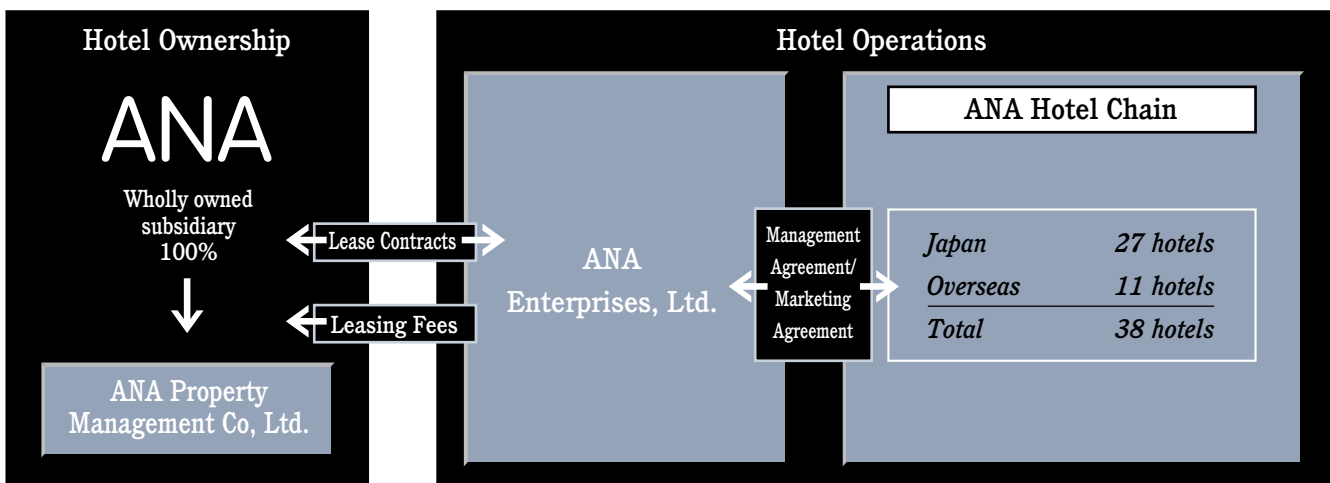 Hotel Ownership
ANA
Wholly owned
subsidiary
100%
ANA Property
Management Co, Ltd.
Lease Contracts
Leasing Fees
Hotel Operations
ANA
Enterprises, Ltd.
Management
Agreement/
Marketing
Agreement
ANA Hotel Chain
Japan 27 hotels
Overseas 11 hotels
Total 38 hotels